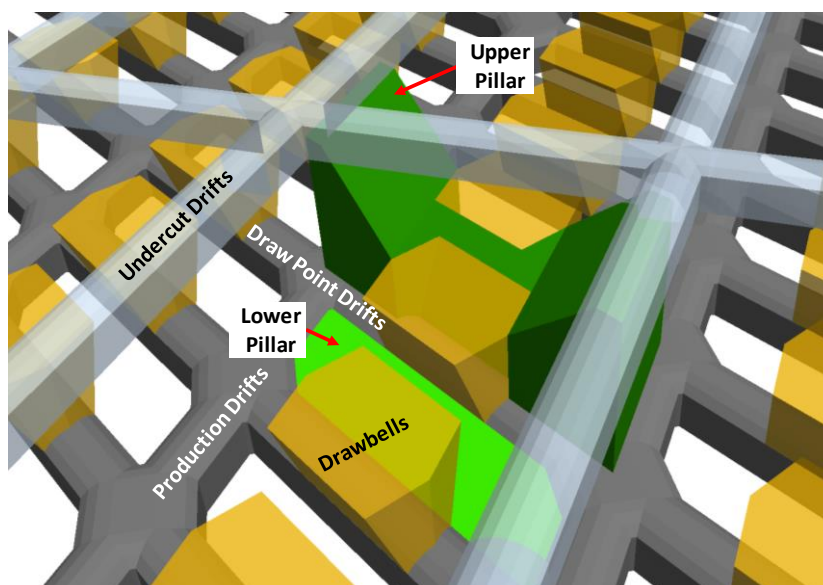 Upper
Pillar
Undercut Drifts
Draw Point Drifts
Lower
Pillar
Production Drifts
Drawbells